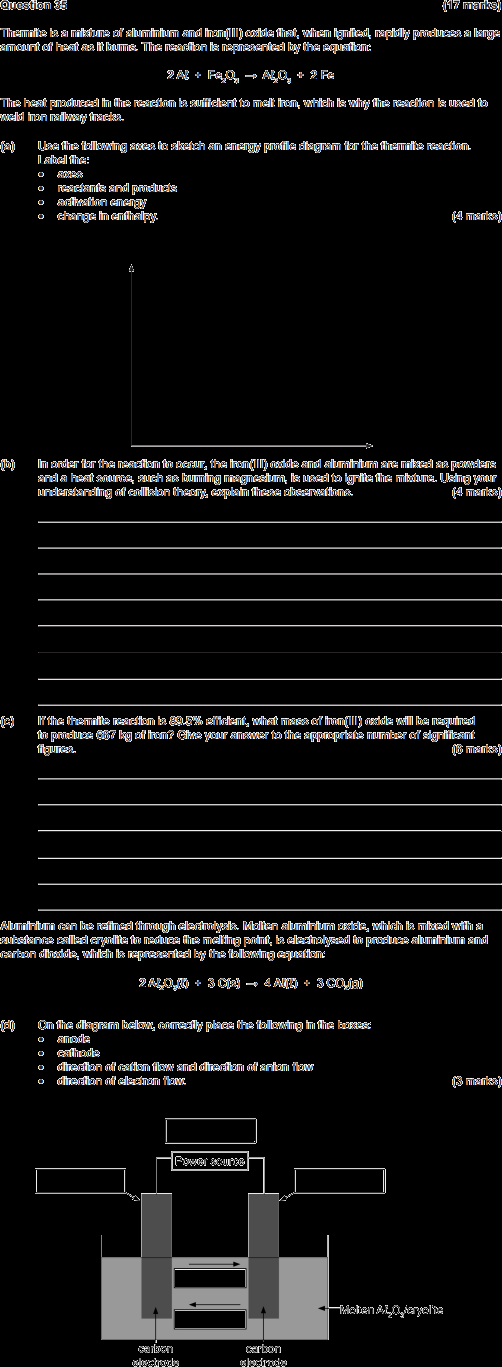 Question 35 (17 marks)
Thermite is a mixture of aluminium and iron(III) oxide that, when ignited, rapidly produces a large
amount of heat as it burns. The reaction is represented by the equation:
2 Aℓ + Fe₂O₃ → Aℓ₂O₃ + 2 Fe
The heat produced in the reaction is sufficient to melt iron, which is why the reaction is used to
weld iron railway tracks.
(a) Use the following axes to sketch an energy profile diagram for the thermite reaction.
Label the:
• axes
• reactants and products
• activation energy
• change in enthalpy. (4 marks)
(b) In order for the reaction to occur, the iron(III) oxide and aluminium are mixed as powders
and a heat source, such as burning magnesium, is used to ignite the mixture. Using your
understanding of collision theory, explain these observations. (4 marks)
(c) If the thermite reaction is 89.5% efficient, what mass of iron(III) oxide will be required
to produce 687 kg of iron? Give your answer to the appropriate number of significant
figures. (6 marks)
Aluminium can be refined through electrolysis. Molten aluminium oxide, which is mixed with a
substance called cryolite to reduce the melting point, is electrolysed to produce aluminium and
carbon dioxide, which is represented by the following equation:
2 Aℓ₂O₃(ℓ) + 3 C(s) → 4 Aℓ(ℓ) + 3 CO₂(g)
(d) On the diagram below, correctly place the following in the boxes:
• anode
• cathode
• direction of cation flow and direction of anion flow
• direction of electron flow. (3 marks)
Power source
Molten Aℓ₂O₃/cryolite
carbon
electrode
carbon
electrode